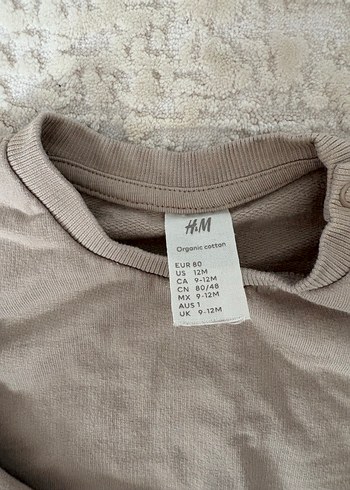 H&M
Organic cotton
EUR 80
US 12M
CA 9-12M
CN 80/48
MX 9-12M
AUS 1
UK 9-12M